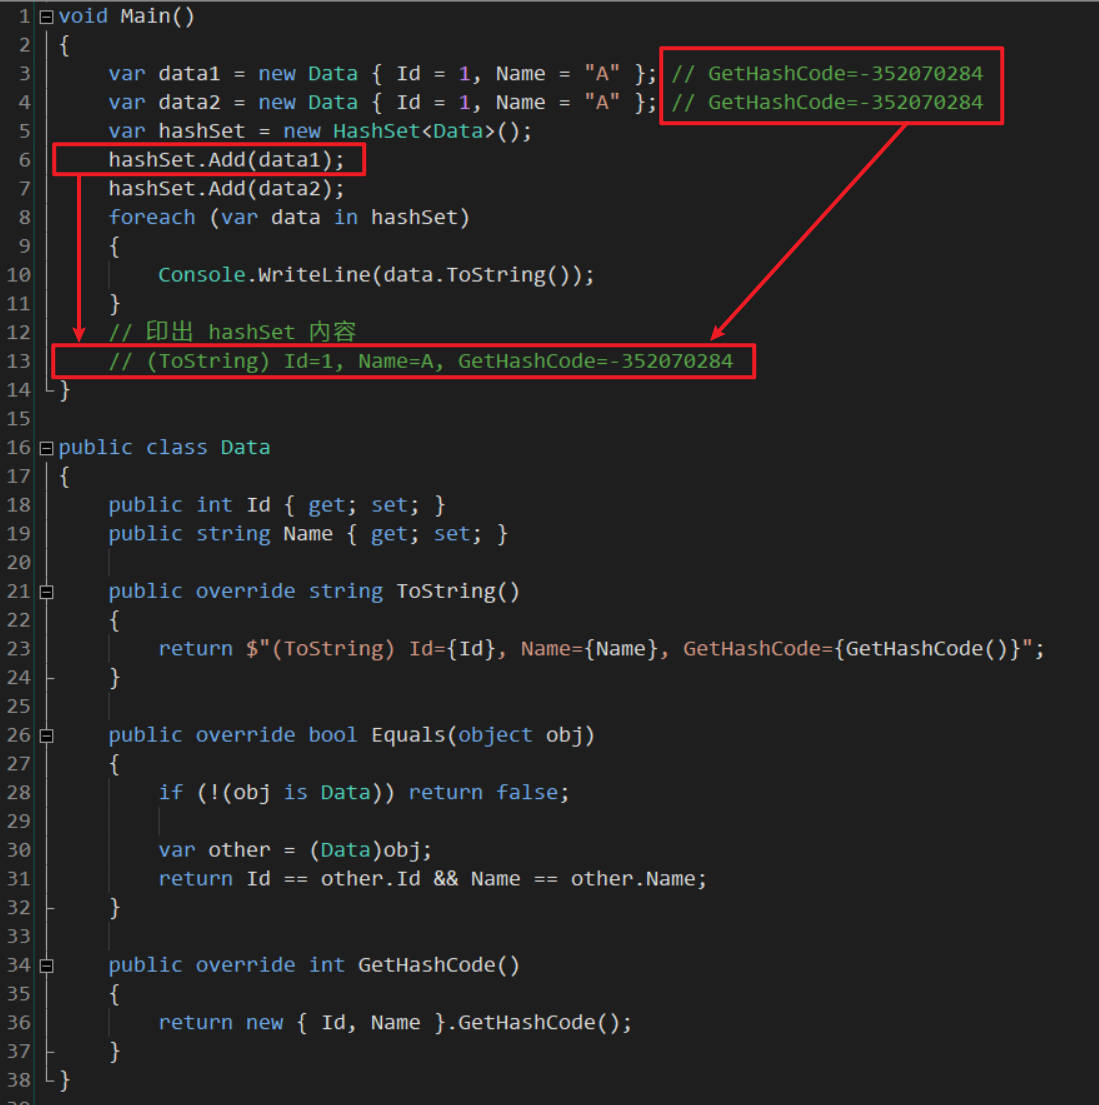 1 void Main()
2 {
3     var data1 = new Data { Id = 1, Name = "A" }; // GetHashCode=-352070284
4     var data2 = new Data { Id = 1, Name = "A" }; // GetHashCode=-352070284
5     var hashSet = new HashSet<Data>();
6     hashSet.Add(data1);
7     hashSet.Add(data2);
8     foreach (var data in hashSet)
9     {
10         Console.WriteLine(data.ToString());
11     }
12     // 印出 hashSet 內容
13     // (ToString) Id=1, Name=A, GetHashCode=-352070284
14 }
15
16 public class Data
17 {
18     public int Id { get; set; }
19     public string Name { get; set; }
20
21     public override string ToString()
22     {
23         return $"(ToString) Id={Id}, Name={Name}, GetHashCode={GetHashCode()}";
24     }
25
26     public override bool Equals(object obj)
27     {
28         if (!(obj is Data)) return false;
29
30         var other = (Data)obj;
31         return Id == other.Id && Name == other.Name;
32     }
33
34     public override int GetHashCode()
35     {
36         return new { Id, Name }.GetHashCode();
37     }
38 }